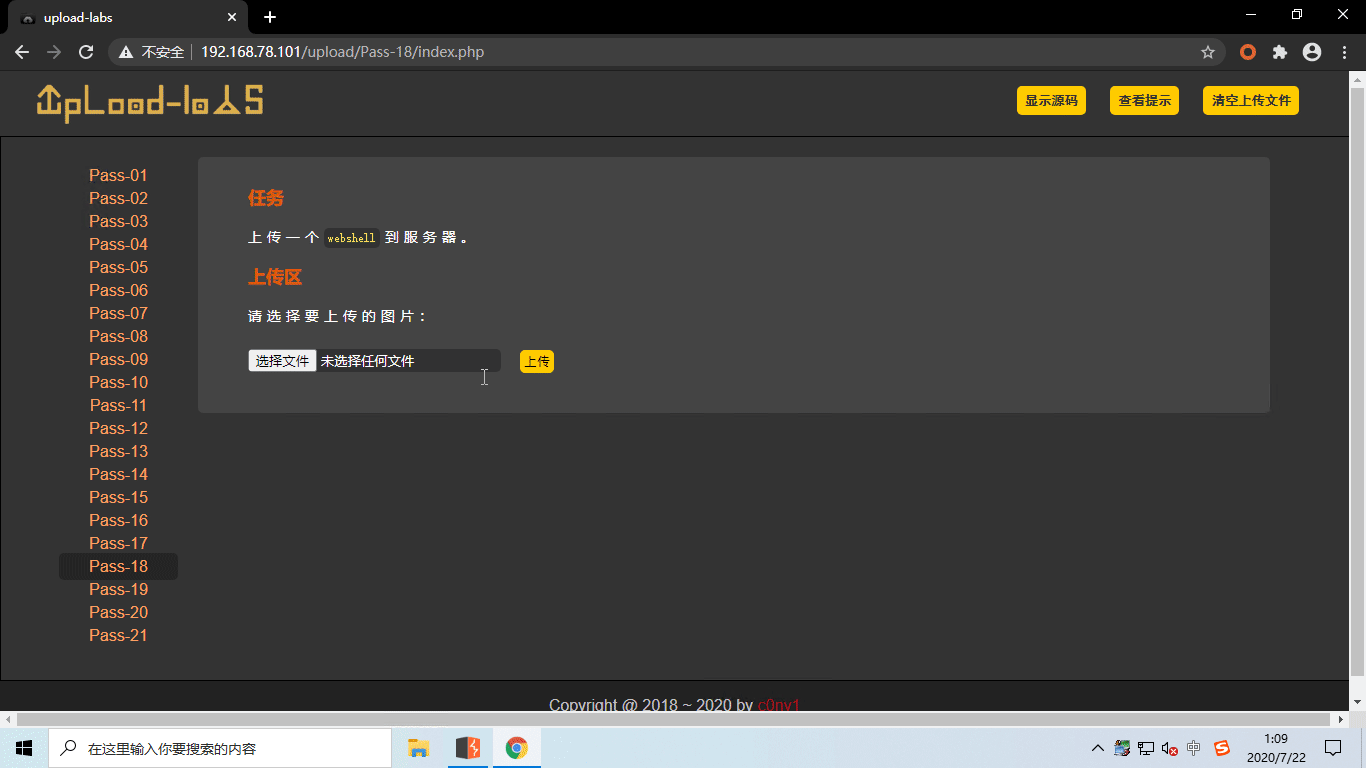 upload-labs
不安全 192.168.78.101/upload/Pass-18/index.php
UpLoad-labS
显示源码 查看提示 清空上传文件
Pass-01
Pass-02
Pass-03
Pass-04
Pass-05
Pass-06
Pass-07
Pass-08
Pass-09
Pass-10
Pass-11
Pass-12
Pass-13
Pass-14
Pass-15
Pass-16
Pass-17
Pass-18
Pass-19
Pass-20
Pass-21
任务
上传一个 webshell 到服务器。
上传区
请选择要上传的图片：
选择文件 未选择任何文件 上传
Copyright @ 2018 ~ 2020 by c0ny1
在这里输入你要搜索的内容
中
1:09
2020/7/22